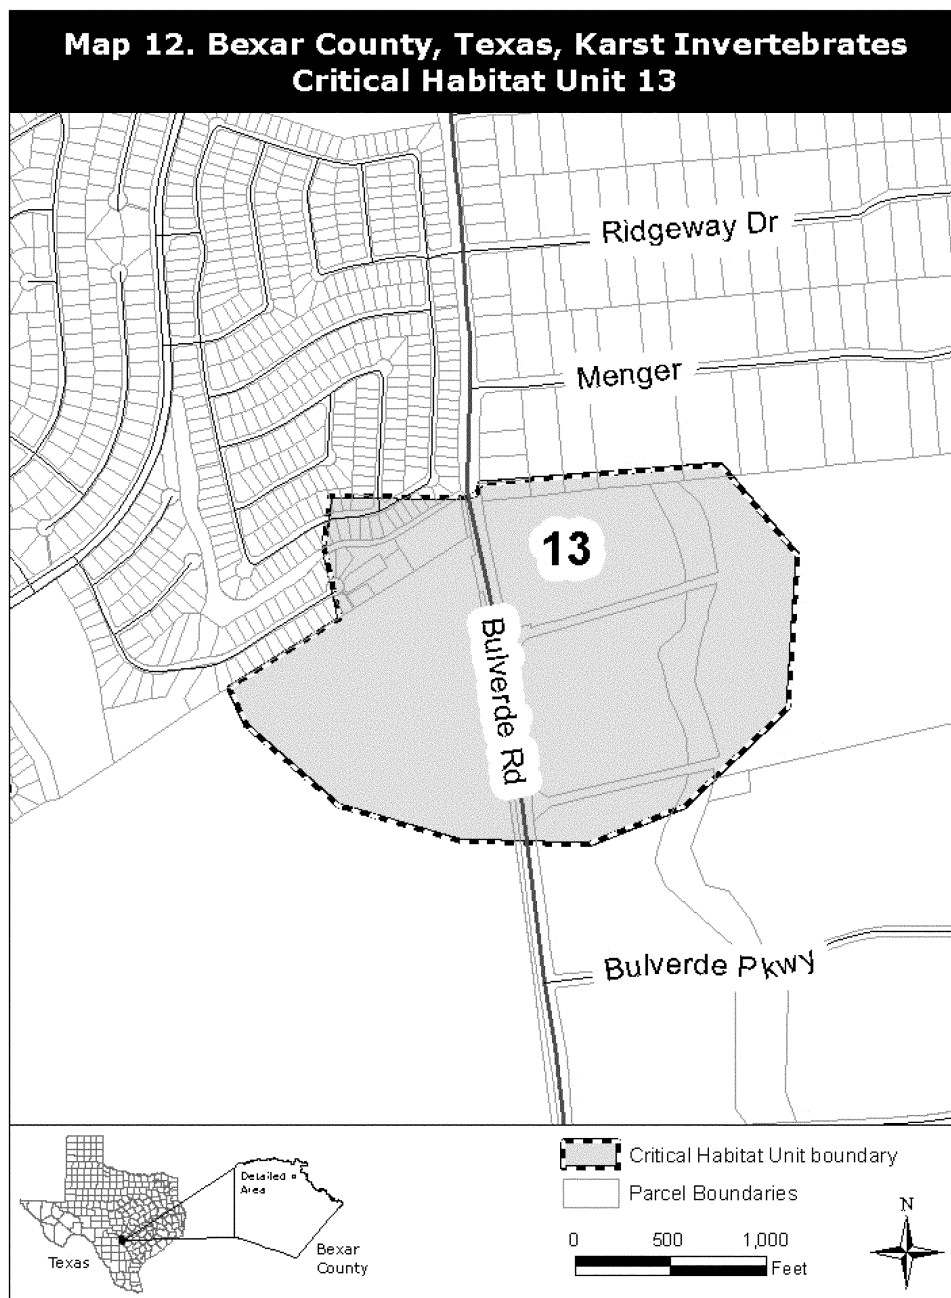 Map 12. Bexar County, Texas, Karst Invertebrates
Critical Habitat Unit 13
Ridgeway Dr
Menger
13
Bulverde Rd
Bulverde Pkwy
Detailed
Area
Texas
Bexar
County
Critical Habitat Unit boundary
Parcel Boundaries
0 500 1,000
Feet
N